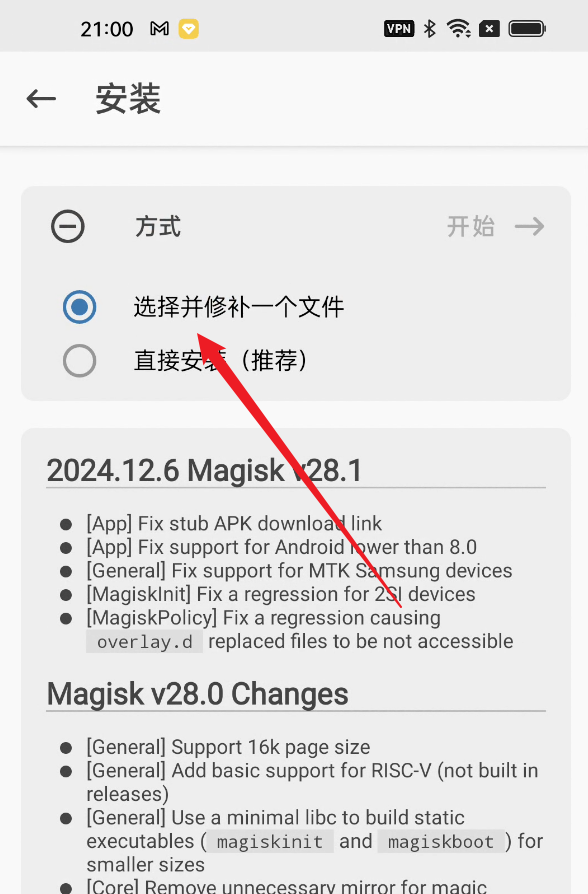 21:00 VPN
安装
方式 开始
选择并修补一个文件
直接安装（推荐）
2024.12.6 Magisk v28.1
[App] Fix stub APK download link
[App] Fix support for Android lower than 8.0
[General] Fix support for MTK Samsung devices
[MagiskInit] Fix a regression for 2SI devices
[MagiskPolicy] Fix a regression causing
overlay.d replaced files to be not accessible
Magisk v28.0 Changes
[General] Support 16k page size
[General] Add basic support for RISC-V (not built in
releases)
[General] Use a minimal libc to build static
executables ( magiskinit and magiskboot ) for
smaller sizes
[Core] Remove unnecessary mirror for magic